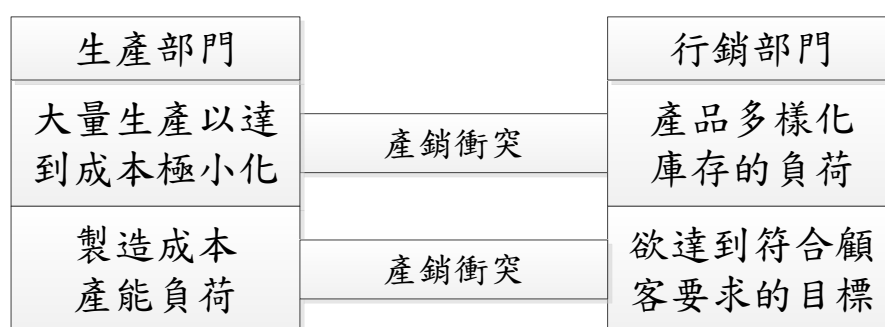 生產部門
行銷部門
大量生產以達
到成本極小化
產銷衝突
產品多樣化
庫存的負荷
製造成本
產能負荷
產銷衝突
欲達到符合顧
客要求的目標